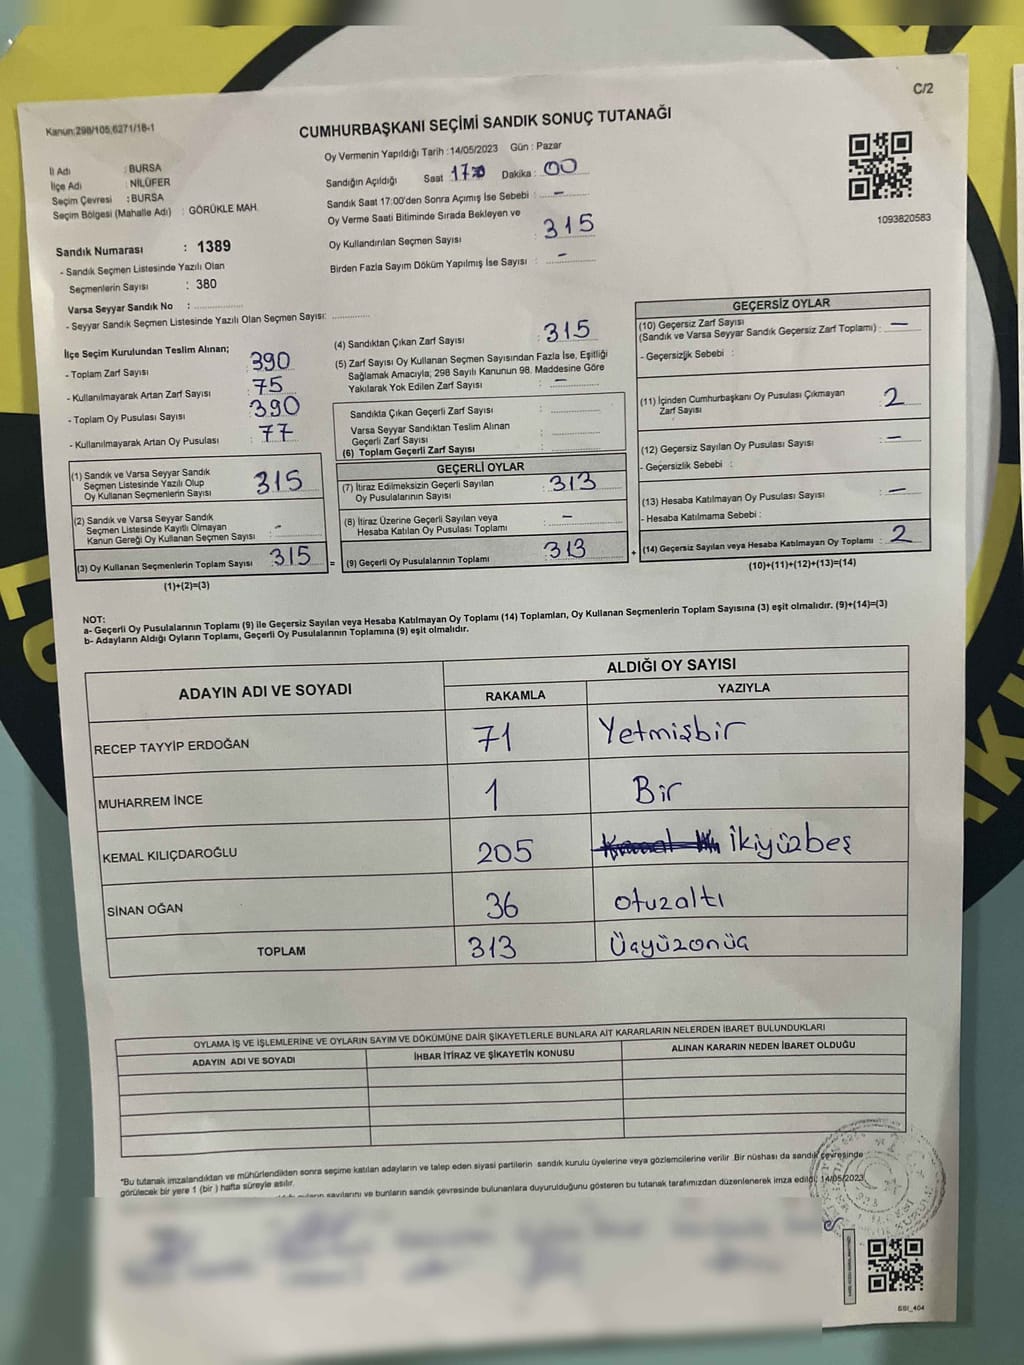 C/2
Kanun:298/105,6271/18-1
CUMHURBAŞKANI SEÇİMİ SANDIK SONUÇ TUTANAĞI
İl Adı : BURSA
İlçe Adı : NİLÜFER
Seçim Çevresi : BURSA
Seçim Bölgesi (Mahalle Adı) : GÖRÜKLE MAH.
Oy Vermenin Yapıldığı Tarih : 14/05/2023 Gün : Pazar
Sandığın Açıldığı Saat Dakika : 00
Sandık Saat 17:00'den Sonra Açımış İse Sebebi : -
Oy Verme Saati Bitiminde Sırada Bekleyen ve
Oy Kullandırılan Seçmen Sayısı : 315
Birden Fazla Sayım Döküm Yapılmış İse Sayısı : -
1093820583
Sandık Numarası : 1389
- Sandık Seçmen Listesinde Yazılı Olan
Seçmenlerin Sayısı : 380
Varsa Seyyar Sandık No :
- Seyyar Sandık Seçmen Listesinde Yazılı Olan Seçmen Sayısı:
İlçe Seçim Kurulundan Teslim Alınan;
- Toplam Zarf Sayısı : 390
- Kullanılmayarak Artan Zarf Sayısı : 75
- Toplam Oy Pusulası Sayısı : 390
- Kullanılmayarak Artan Oy Pusulası : 77
(1) Sandık ve Varsa Seyyar Sandık
Seçmen Listesinde Yazılı Olup
Oy Kullanan Seçmenlerin Sayısı : 315
(2) Sandık ve Varsa Seyyar Sandık
Seçmen Listesinde Kayıtlı Olmayan
Kanun Gereği Oy Kullanan Seçmen Sayısı : -
(3) Oy Kullanan Seçmenlerin Toplam Sayısı : 315
(1)+(2)=(3)
(4) Sandıktan Çıkan Zarf Sayısı : 315
(5) Zarf Sayısı Oy Kullanan Seçmen Sayısından Fazla İse, Eşitliği
Sağlamak Amacıyla; 298 Sayılı Kanunun 98. Maddesine Göre
Yakılarak Yok Edilen Zarf Sayısı : -
Sandıkta Çıkan Geçerli Zarf Sayısı :
Varsa Seyyar Sandıktan Teslim Alınan
Geçerli Zarf Sayısı :
(6) Toplam Geçerli Zarf Sayısı :
GEÇERLİ OYLAR
(7) İtiraz Edilmeksizin Geçerli Sayılan
Oy Pusulalarının Sayısı : 313
(8) İtiraz Üzerine Geçerli Sayılan veya
Hesaba Katılan Oy Pusulası Toplamı : -
= (9) Geçerli Oy Pusulalarının Toplamı : 313 +
GEÇERSİZ OYLAR
(10) Geçersiz Zarf Sayısı
(Sandık ve Varsa Seyyar Sandık Geçersiz Zarf Toplamı) : -
- Geçersizlik Sebebi :
(11) İçinden Cumhurbaşkanı Oy Pusulası Çıkmayan
Zarf Sayısı : 2
(12) Geçersiz Sayılan Oy Pusulası Sayısı : -
- Geçersizlik Sebebi :
(13) Hesaba Katılmayan Oy Pusulası Sayısı : -
- Hesaba Katılmama Sebebi :
(14) Geçersiz Sayılan veya Hesaba Katılmayan Oy Toplamı : 2
(10)+(11)+(12)+(13)=(14)
NOT:
a- Geçerli Oy Pusulalarının Toplamı (9) ile Geçersiz Sayılan veya Hesaba Katılmayan Oy Toplamı (14) Toplamları, Oy Kullanan Seçmenlerin Toplam Sayısına (3) eşit olmalıdır. (9)+(14)=(3)
b- Adayların Aldığı Oyların Toplamı, Geçerli Oy Pusulalarının Toplamına (9) eşit olmalıdır.
ADAYIN ADI VE SOYADI ALDIĞI OY SAYISI
RAKAMLA YAZIYLA
RECEP TAYYİP ERDOĞAN 71 Yetmişbir
MUHARREM İNCE 1 Bir
KEMAL KILIÇDAROĞLU 205 İkiyüzbeş
SİNAN OĞAN 36 otuzaltı
TOPLAM 313 Üçyüzonüç
OYLAMA İŞ VE İŞLEMLERİNE VE OYLARIN SAYIM VE DÖKÜMÜNE DAİR ŞİKAYETLERLE BUNLARA AİT KARARLARIN NELERDEN İBARET BULUNDUKLARI
ADAYIN ADI VE SOYADI İHBAR İTİRAZ VE ŞİKAYETİN KONUSU ALINAN KARARIN NEDEN İBARET OLDUĞU
"Bu tutanak imzalandıktan ve mühürlendikten sonra seçime katılan adayların ve talep eden siyasi partilerin sandık kurulu üyelerine veya gözlemcilerine verilir. Bir nüshası da sandık çevresinde
görülecek bir yere 1 (bir) hafta süreyle asılır.
sayılarını ve bunların sandık çevresinde bulunanlara duyurulduğunu gösteren bu tutanak tarafımızdan düzenlenerek imza edildi. 14/05/2023
SSİ_404